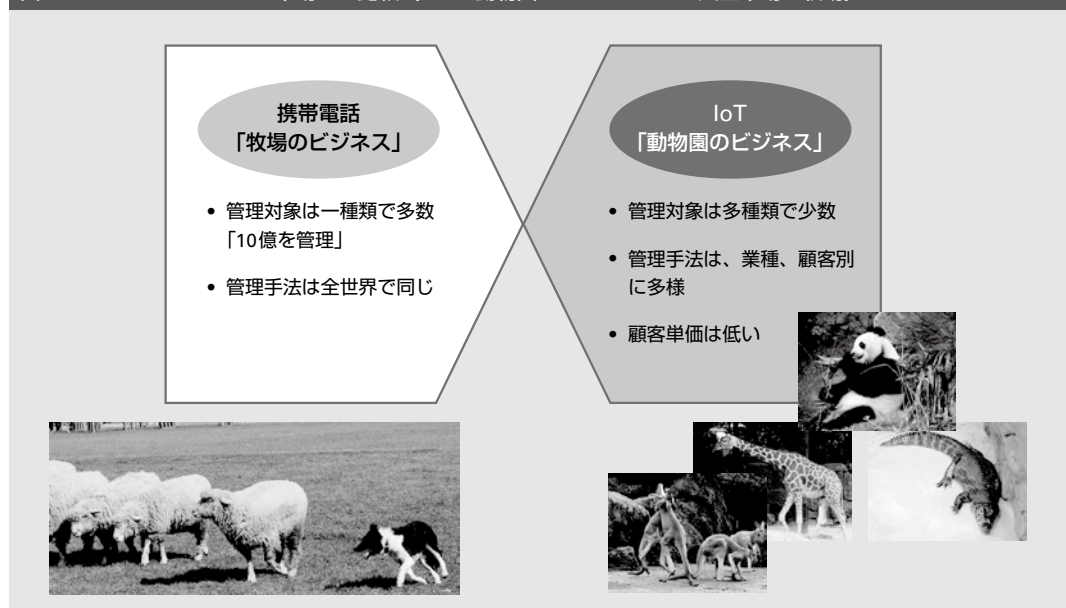 携帯電話
「牧場のビジネス」
• 管理対象は一種類で多数
「10億を管理」
• 管理手法は全世界で同じ
IoT
「動物園のビジネス」
• 管理対象は多種類で少数
• 管理手法は、業種、顧客別
に多様
• 顧客単価は低い